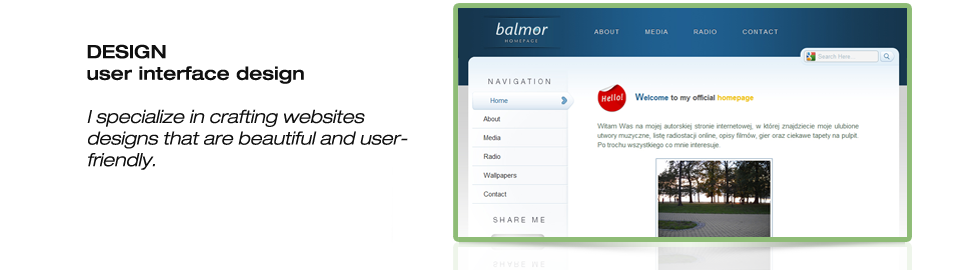 DESIGN
user interface design
I specialize in crafting websites
designs that are beautiful and user-
friendly.
balmor
HOMEPAGE
ABOUT MEDIA RADIO CONTACT
Search Here...
NAVIGATION
Home
About
Media
Radio
Wallpapers
Contact
SHARE ME
Hello!
Welcome to my official homepage
Witam Was na mojej autorskiej stronie internetowej, w której znajdziecie moje ulubione
utwory muzyczne, listę radiostacji online, opisy filmów, gier oraz ciekawe tapety na pulpit.
Po trochu wszystkiego co mnie interesuje.